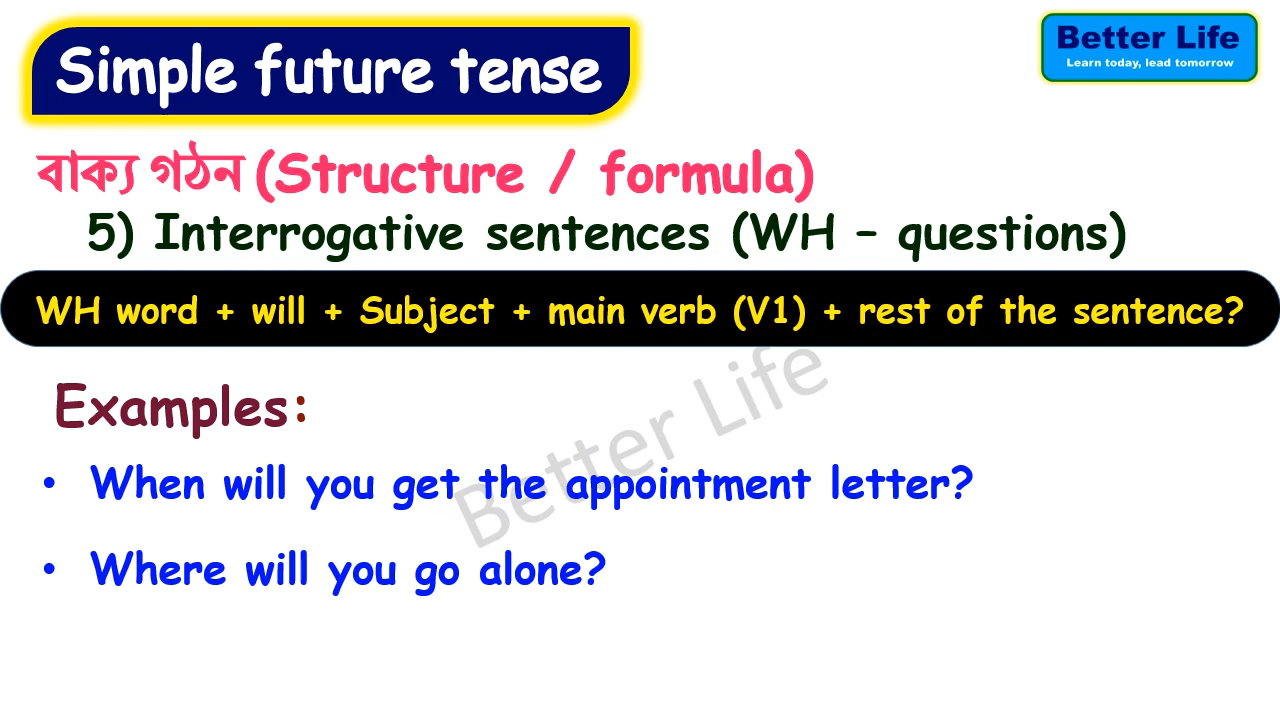 Simple future tense
Better Life
Learn today, lead tomorrow
বাক্য গঠন (Structure / formula)
5) Interrogative sentences (WH – questions)
WH word + will + Subject + main verb (V1) + rest of the sentence?
Examples:
• When will you get the appointment letter?
• Where will you go alone?
Better Life